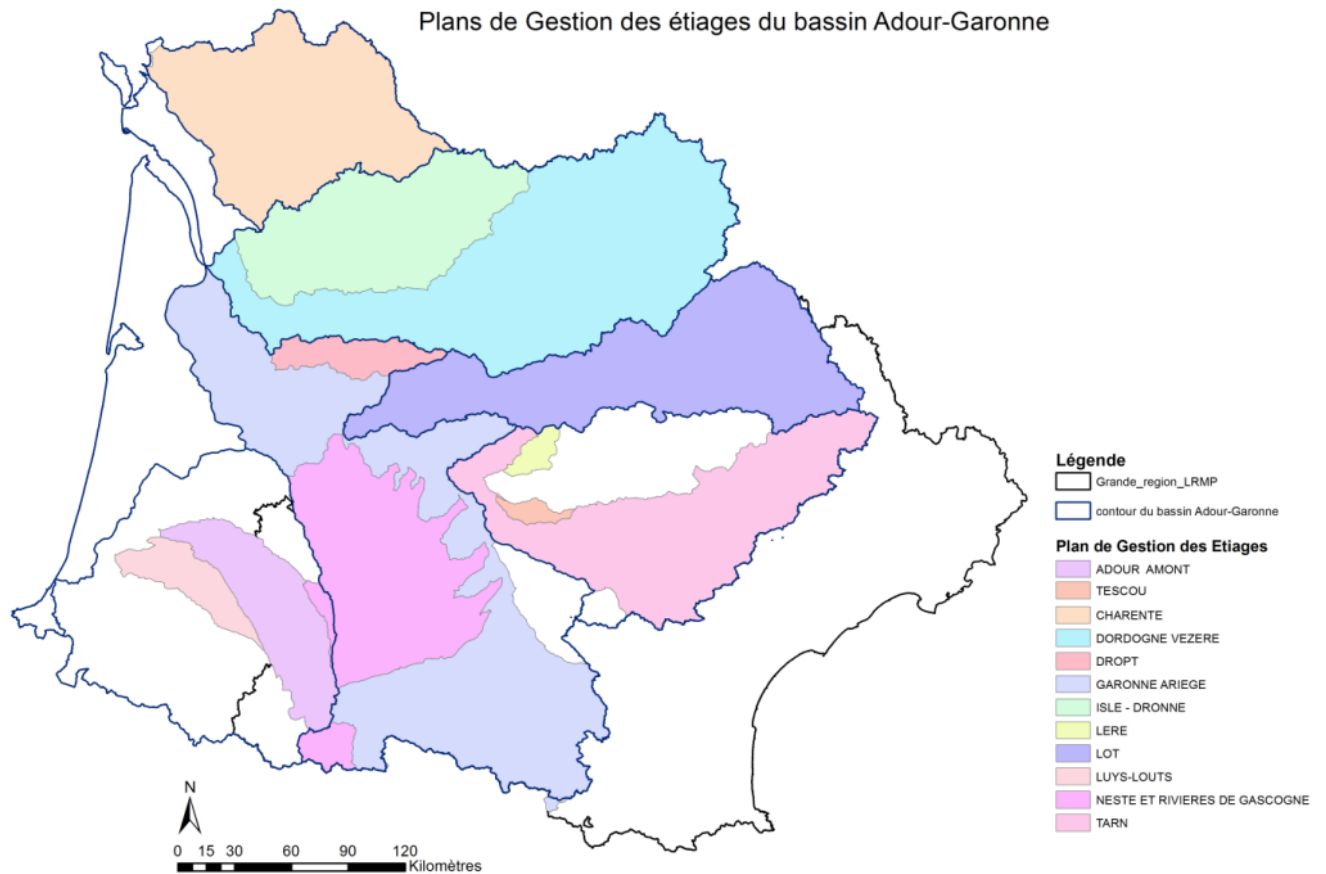 Plans de Gestion des étiages du bassin Adour-Garonne
Légende
Grande_region_LRMP
contour du bassin Adour-Garonne
Plan de Gestion des Etiages
ADOUR AMONT
TESCOU
CHARENTE
DORDOGNE VEZERE
DROPT
GARONNE ARIEGE
ISLE - DRONNE
LERE
LOT
LUYS-LOUTS
NESTE ET RIVIERES DE GASCOGNE
TARN
N
0 15 30 60 90 120
Kilomètres